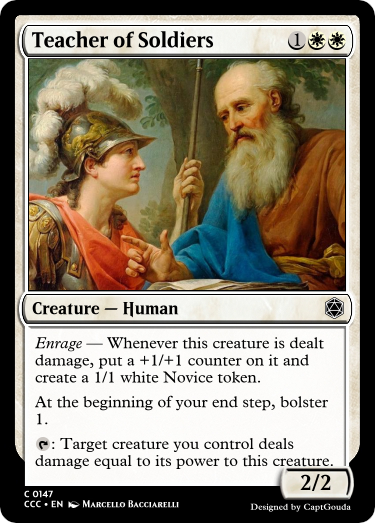 Teacher of Soldiers 1
Creature — Human
Enrage — Whenever this creature is dealt
damage, put a +1/+1 counter on it and
create a 1/1 white Novice token.
At the beginning of your end step, bolster
1.
: Target creature you control deals
damage equal to its power to this creature.
2/2
C 0147
CCC • EN Marcello Bacciarelli
Designed by CaptGouda